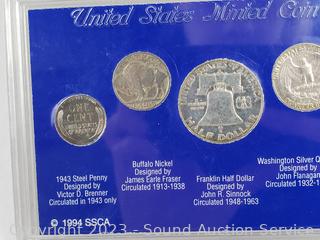 United States Minted Coin
ONE
CENT
HALF DOLLAR
1943 Steel Penny
Designed by
Victor D. Brenner
Circulated in 1943 only
Buffalo Nickel
Designed by
James Earle Fraser
Circulated 1913-1938
Franklin Half Dollar
Designed by
John R. Sinnock
Circulated 1948-1963
Washington Silver Q
Designed by
John Flanagan
Circulated 1932-1
© 1994 SSCA
Copyright 2023 - Sound Auction Service -